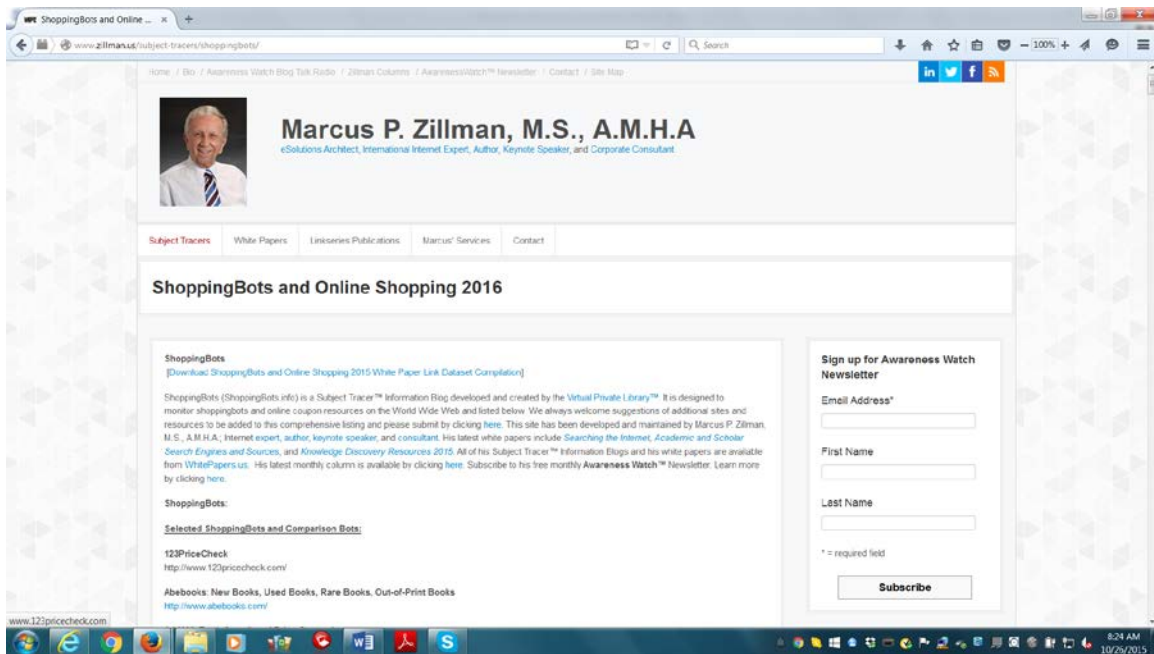 ShoppingBots and Online ...
www.zillman.us/subject-tracers/shoppingbots/
Search
100%
Home / Bio / Awareness Watch Blog Talk Radio / Zillman Columns / AwarenessWatch™ Newsletter / Contact / Site Map
Marcus P. Zillman, M.S., A.M.H.A
eSolutions Architect, International Internet Expert, Author, Keynote Speaker, and Corporate Consultant
Subject Tracers White Papers Linkseries Publications Marcus' Services Contact
ShoppingBots and Online Shopping 2016
ShoppingBots
[Download ShoppingBots and Online Shopping 2015 White Paper Link Dataset Compilation]
ShoppingBots (ShoppingBots.info) is a Subject Tracer™ Information Blog developed and created by the Virtual Private Library™. It is designed to
monitor shoppingbots and online coupon resources on the World Wide Web and listed below. We always welcome suggestions of additional sites and
resources to be added to this comprehensive listing and please submit by clicking here. This site has been developed and maintained by Marcus P. Zillman,
M.S., A.M.H.A.; Internet expert, author, keynote speaker, and consultant. His latest white papers include Searching the Internet, Academic and Scholar
Search Engines and Sources, and Knowledge Discovery Resources 2015. All of his Subject Tracer™ Information Blogs and his white papers are available
from WhitePapers.us. His latest monthly column is available by clicking here. Subscribe to his free monthly Awareness Watch™ Newsletter. Learn more
by clicking here.
ShoppingBots:
Selected ShoppingBots and Comparison Bots:
123PriceCheck
http://www.123pricecheck.com/
Abebooks: New Books, Used Books, Rare Books, Out-of-Print Books
http://www.abebooks.com/
Sign up for Awareness Watch
Newsletter
Email Address*
First Name
Last Name
* = required field
Subscribe
www.123pricecheck.com
8:24 AM
10/26/2015